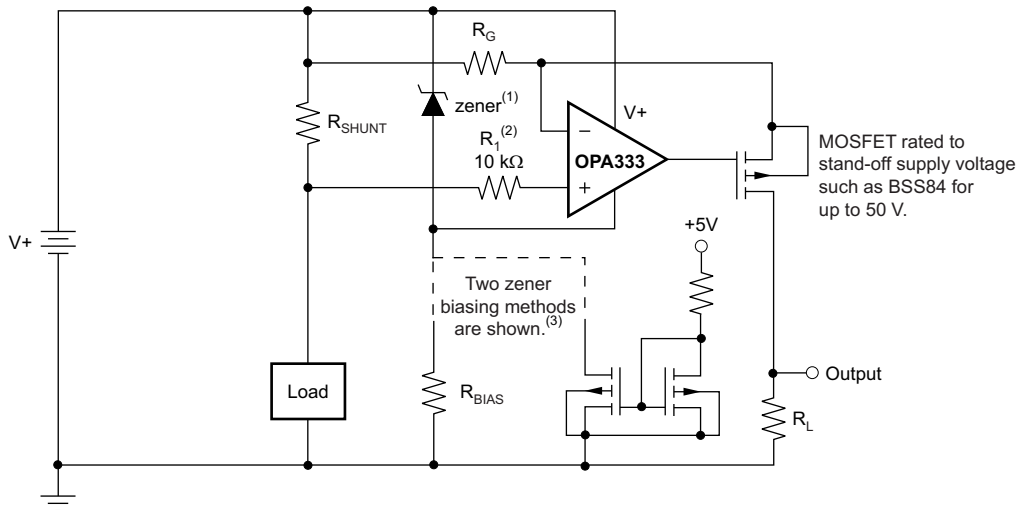 R_G
V+
zener(1)
R_SHUNT
R_1(2)
10 kΩ
OPA333
−
+
MOSFET rated to
stand-off supply voltage
such as BSS84 for
up to 50 V.
+5V
V+
Two zener
biasing methods
are shown.(3)
Load
R_BIAS
Output
R_L